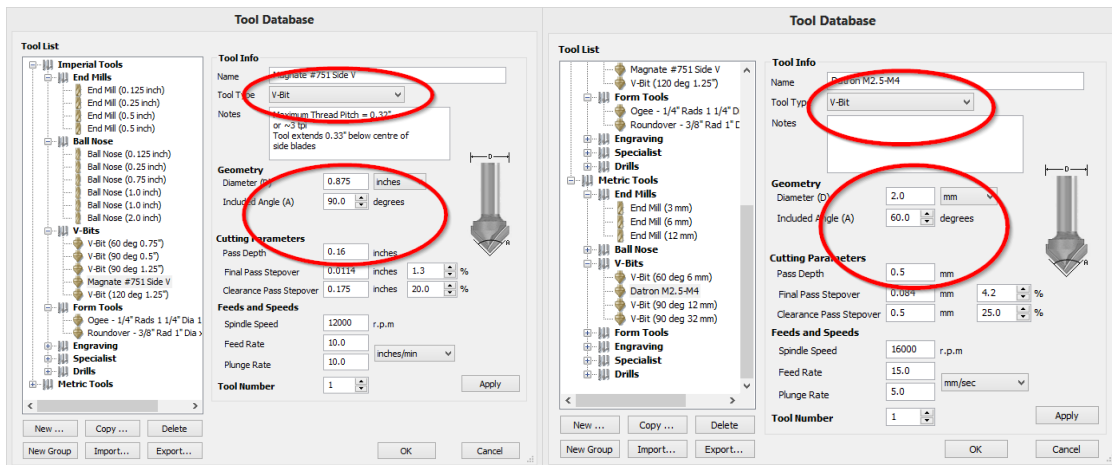 Tool Database
Tool List
Imperial Tools
End Mills
End Mill (0.125 inch)
End Mill (0.25 inch)
End Mill (0.5 inch)
End Mill (0.5 inch)
Ball Nose
Ball Nose (0.125 inch)
Ball Nose (0.25 inch)
Ball Nose (0.75 inch)
Ball Nose (1.0 inch)
Ball Nose (1.0 inch)
Ball Nose (2.0 inch)
V-Bits
V-Bit (60 deg 0.75")
V-Bit (90 deg 0.5")
V-Bit (90 deg 1.25")
Magnate #751 Side V
V-Bit (120 deg 1.25")
Form Tools
Ogee - 1/4" Rads 1 1/4" Dia 1
Roundover - 3/8" Rad 1" Dia x
Engraving
Specialist
Drills
Metric Tools
New ...
Copy ...
Delete
New Group
Import...
Export...
Tool Info
Name Magnate #751 Side V
Tool Type V-Bit
Notes Maximum Thread Pitch = 0.32"
or ~3 tpi
Tool extends 0.33" below centre of
side blades
Geometry
Diameter (D) 0.875 inches
Included Angle (A) 90.0 degrees
D
A
Cutting Parameters
Pass Depth 0.16 inches
Final Pass Stepover 0.0114 inches 1.3 %
Clearance Pass Stepover 0.175 inches 20.0 %
Feeds and Speeds
Spindle Speed 12000 r.p.m
Feed Rate 10.0
inches/min
Plunge Rate 10.0
Tool Number 1
Apply
OK
Cancel
Tool Database
Tool List
Magnate #751 Side V
V-Bit (120 deg 1.25")
Form Tools
Ogee - 1/4" Rads 1 1/4" D
Roundover - 3/8" Rad 1" D
Engraving
Specialist
Drills
Metric Tools
End Mills
End Mill (3 mm)
End Mill (6 mm)
End Mill (12 mm)
Ball Nose
V-Bits
V-Bit (60 deg 6 mm)
Datron M2.5-M4
V-Bit (90 deg 12 mm)
V-Bit (90 deg 32 mm)
Form Tools
Engraving
Specialist
Drills
New ...
Copy ...
Delete
New Group
Import...
Export...
Tool Info
Name Datron M2.5-M4
Tool Type V-Bit
Notes
Geometry
Diameter (D) 2.0 mm
Included Angle (A) 60.0 degrees
D
A
Cutting Parameters
Pass Depth 0.5 mm
Final Pass Stepover 0.084 mm 4.2 %
Clearance Pass Stepover 0.5 mm 25.0 %
Feeds and Speeds
Spindle Speed 16000 r.p.m
Feed Rate 15.0
mm/sec
Plunge Rate 5.0
Tool Number 1
Apply
OK
Cancel